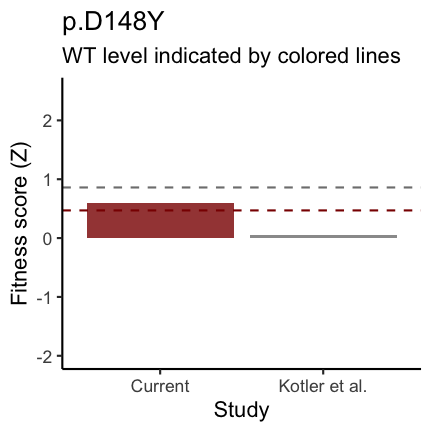 p.D148Y
WT level indicated by colored lines
Fitness score (Z)
2
1
0
-1
-2
Current
Kotler et al.
Study